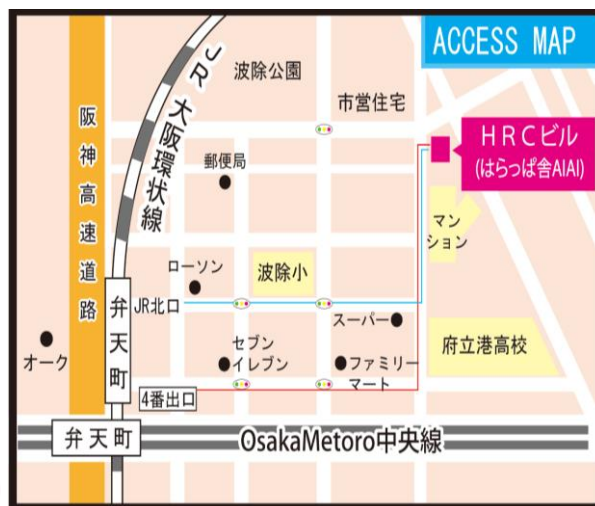 ACCESS MAP
波除公園
市営住宅
HRCビル
(はらっぱ舎AIAI)
阪神高速道路
JR大阪環状線
郵便局
マン
ション
ローソン
波除小
弁天町
JR北口
スーパー
オーク
セブン
イレブン
ファミリー
マート
府立港高校
4番出口
弁天町
OsakaMetoro中央線